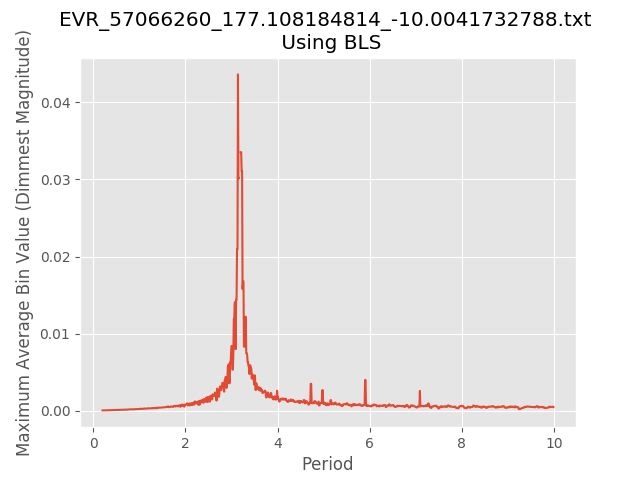 EVR_57066260_177.108184814_-10.0041732788.txt
Using BLS
Maximum Average Bin Value (Dimmest Magnitude)
0.04
0.03
0.02
0.01
0.00
0 2 4 6 8 10
Period